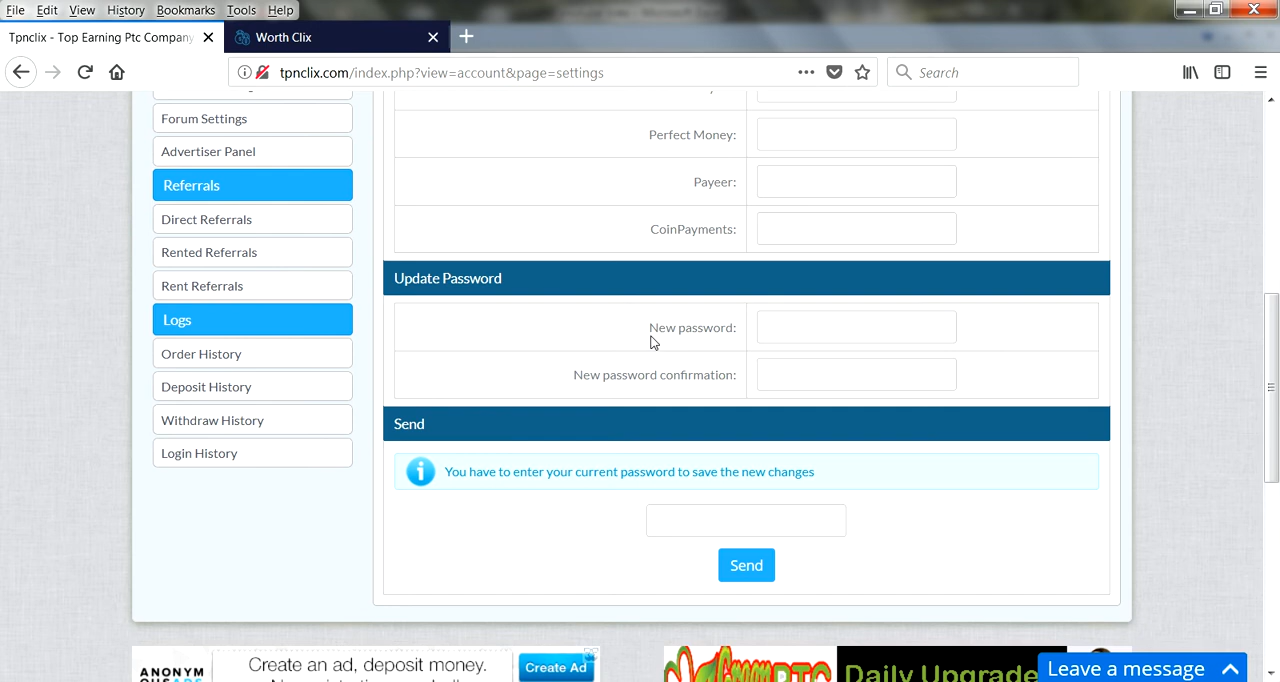 File Edit View History Bookmarks Tools Help
Tpnclix - Top Earning Ptc Company
Worth Clix
tpnclix.com/index.php?view=account&page=settings
Search
Forum Settings
Advertiser Panel
Referrals
Direct Referrals
Rented Referrals
Rent Referrals
Logs
Order History
Deposit History
Withdraw History
Login History
Perfect Money:
Payeer:
CoinPayments:
Update Password
New password:
New password confirmation:
Send
You have to enter your current password to save the new changes
Send
ANONYM
OUSADS
Create an ad, deposit money.
Create Ad
PTC
Daily Upgrade
Leave a message